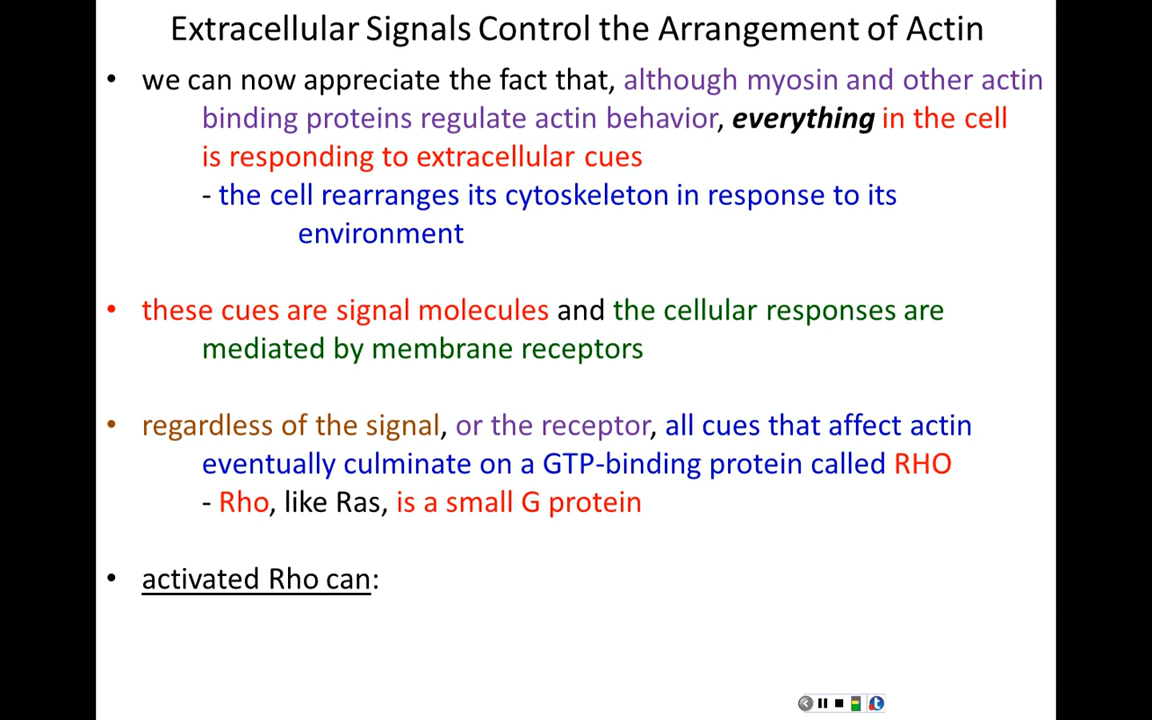 Extracellular Signals Control the Arrangement of Actin
• we can now appreciate the fact that, although myosin and other actin
binding proteins regulate actin behavior, everything in the cell
is responding to extracellular cues
- the cell rearranges its cytoskeleton in response to its
environment
• these cues are signal molecules and the cellular responses are
mediated by membrane receptors
• regardless of the signal, or the receptor, all cues that affect actin
eventually culminate on a GTP-binding protein called RHO
- Rho, like Ras, is a small G protein
• activated Rho can: